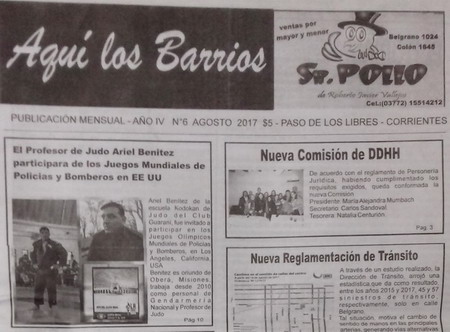 Aquí los Barrios
ventas por
mayor y menor
Belgrano 1024
Colón 1645
Sr. POLLO
de Roberto Javier Vallejos
Cel.:(03772) 15514212
PUBLICACIÓN MENSUAL - AÑO IV N°6 AGOSTO 2017 $5 - PASO DE LOS LIBRES - CORRIENTES
El Profesor de Judo Ariel Benitez
participara de los Juegos Mundiales de
Policias y Bomberos en EE UU
Ariel Benitez de la
escuela Kodokan de
Judo del Club
Guaraní, fue invitado
a participar en los
Juegos Olímpicos
Mundiales de Policías
y Bomberos, en Los
Angeles, California,
USA
Benitez es oriundo de
Oberá, Misiones,
trabaja desde 2010
como personal de
Gendarmería
Nacional y Profesor de
Judo
Pág 10
Nueva Comisión de DDHH
De acuerdo con el reglamento de Personería
Jurídica, habiendo cumplimentado los
requisitos exigidos, queda conformada la
nueva Comisión
Presidente: María Alejandra Mumbach
Secretario: Carlos Sandoval
Tesorera: Natalia Centurión.
Pag. 3
Nueva Reglamentación de Tránsito
A través de un estudio realizado, la
Dirección de Tránsito, arrojó una
estadística que da como resultado
entre los años 2015 y 2017, 45 y 57
siniestros de tránsito,
respectivamente, solo en calle
Belgrano.
Tal situación, motiva el cambio de
sentido de manos en las principales
arterias, generando vías alternativas